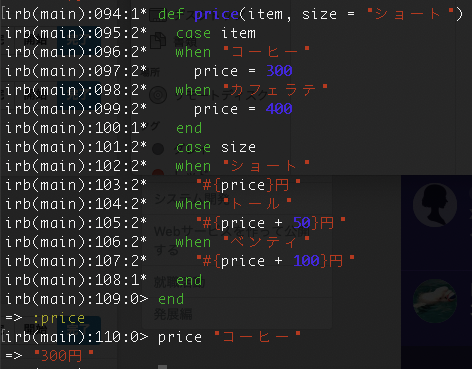 irb(main):094:1* def price(item, size = "ショート")
irb(main):095:2*   case item
irb(main):096:2*   when "コーヒー"
irb(main):097:2*     price = 300
irb(main):098:2*   when "カフェラテ"
irb(main):099:2*     price = 400
irb(main):100:1*   end
irb(main):101:2*   case size
irb(main):102:2*   when "ショート"
irb(main):103:2*     "#{price}円"
irb(main):104:2*   when "トール"
irb(main):105:2*     "#{price + 50}円"
irb(main):106:2*   when "ベンティ"
irb(main):107:2*     "#{price + 100}円"
irb(main):108:1*   end
irb(main):109:0> end
=> :price
irb(main):110:0> price "コーヒー"
=> "300円"